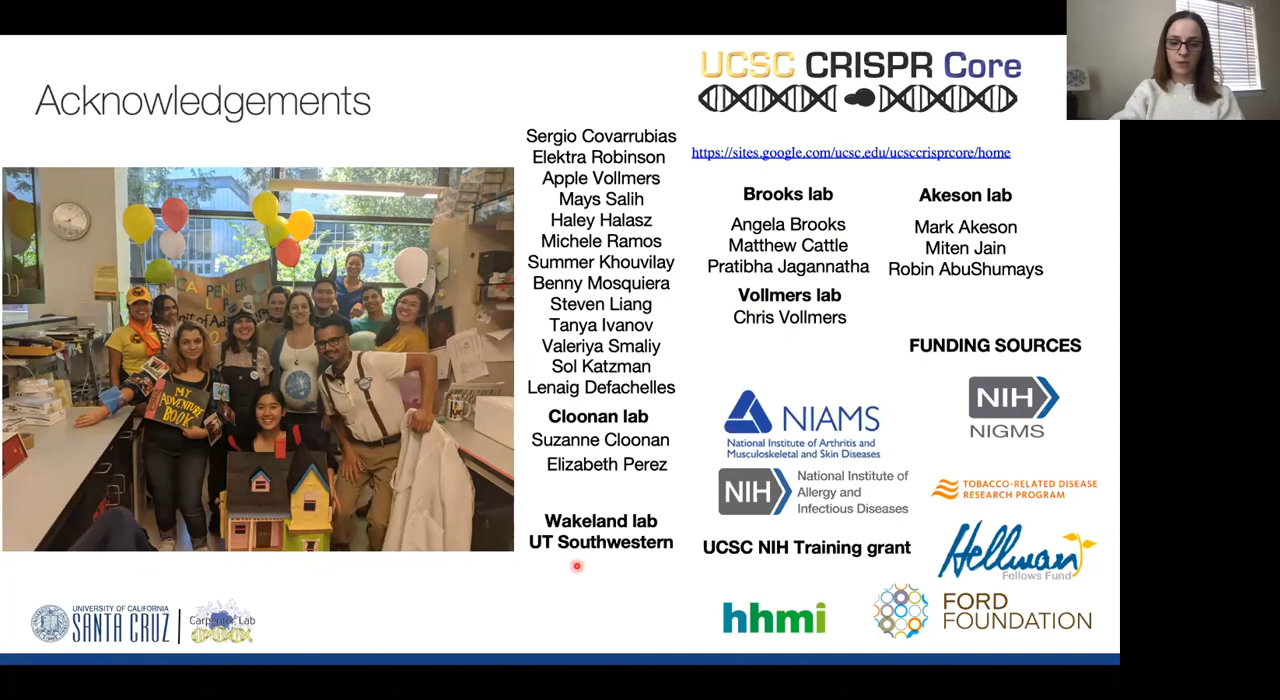 Acknowledgements
UCSC CRISPR Core
https://sites.google.com/ucsc.edu/ucsccrisprcore/home
CARPENTER
MY
ADVENTURE
BOOK
Sergio Covarrubias
Elektra Robinson
Apple Vollmers
Mays Salih
Haley Halasz
Michele Ramos
Summer Khouvilay
Benny Mosquiera
Steven Liang
Tanya Ivanov
Valeriya Smaliy
Sol Katzman
Lenaig Defachelles
Cloonan lab
Suzanne Cloonan
Elizabeth Perez
Wakeland lab
UT Southwestern
Brooks lab
Angela Brooks
Matthew Cattle
Pratibha Jagannatha
Vollmers lab
Chris Vollmers
Akeson lab
Mark Akeson
Miten Jain
Robin AbuShumays
FUNDING SOURCES
NIAMS
National Institute of Arthritis and
Musculoskeletal and Skin Diseases
NIH
NIGMS
NIH
National Institute of
Allergy and
Infectious Diseases
TOBACCO-RELATED DISEASE
RESEARCH PROGRAM
UCSC NIH Training grant
Hellman
Fellows Fund
hhmi
FORD
FOUNDATION
UNIVERSITY OF CALIFORNIA
SANTA CRUZ
Carpenter Lab